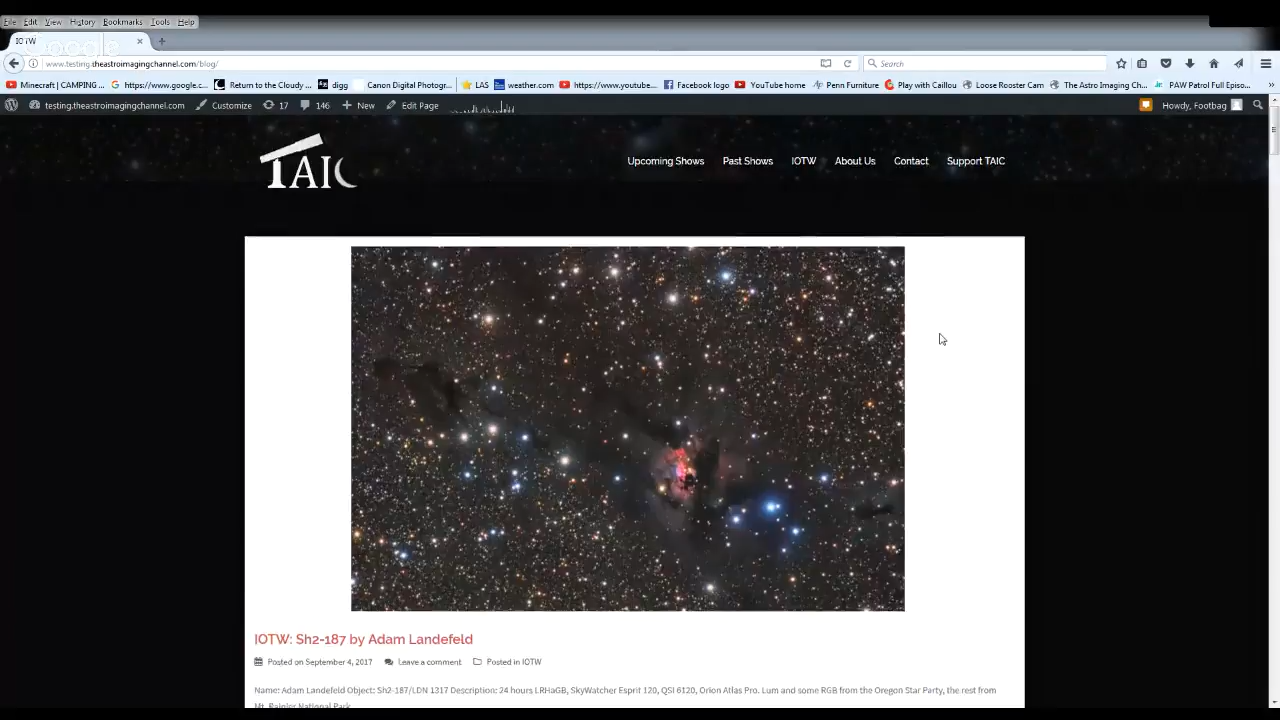 File Edit View History Bookmarks Tools Help
Google
IOTW
www.testing.theastroimagingchannel.com/blog/
Search
Minecraft | CAMPING ... https://www.google.c... Return to the Cloudy ... digg Canon Digital Photog... LAS weather.com https://www.youtube.... Facebook logo YouTube home Penn Furniture Play with Caillou Loose Rooster Cam The Astro Imaging Ch... PAW Patrol Full Episo...
testing.theastroimagingchannel.com Customize 17 146 New Edit Page Howdy, Footbag
TAIC
Upcoming Shows Past Shows IOTW About Us Contact Support TAIC
IOTW: Sh2-187 by Adam Landefeld
Posted on September 4, 2017 Leave a comment Posted in IOTW
Name: Adam Landefeld Object: Sh2-187/LDN 1317 Description: 24 hours LRHaGB, SkyWatcher Esprit 120, QSI 6120, Orion Atlas Pro. Lum and some RGB from the Oregon Star Party, the rest from
Mt. Rainier National Park